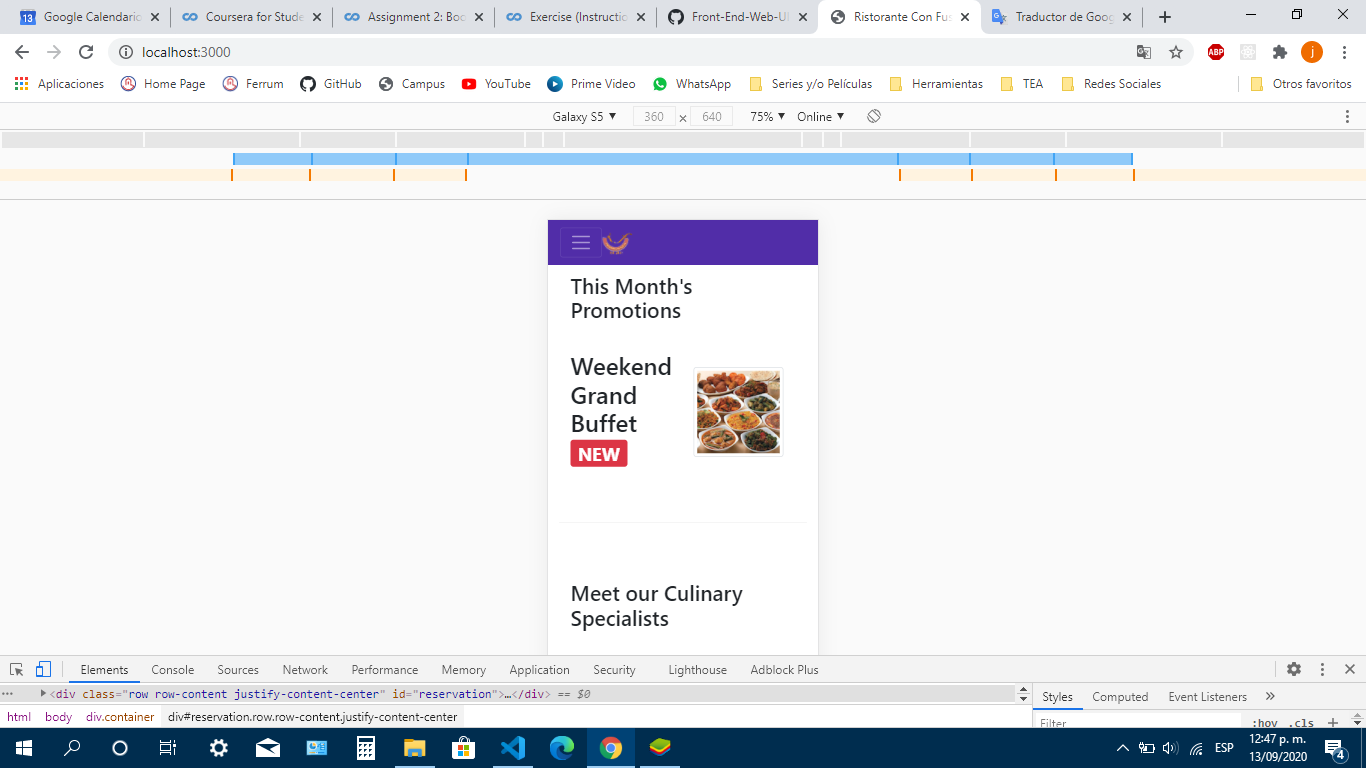 13 Google Calendario
Coursera for Stude
Assignment 2: Boo
Exercise (Instructio
Front-End-Web-UI
Ristorante Con Fus
Traductor de Goog
localhost:3000
ABP
j
Aplicaciones
Home Page
Ferrum
GitHub
Campus
YouTube
Prime Video
WhatsApp
Series y/o Películas
Herramientas
TEA
Redes Sociales
Otros favoritos
Galaxy S5 ▼ 360 × 640 75% ▼ Online ▼
This Month's
Promotions
Weekend
Grand
Buffet
NEW
Meet our Culinary
Specialists
Elements Console Sources Network Performance Memory Application Security Lighthouse Adblock Plus
<div class="row row-content justify-content-center" id="reservation">…</div> == $0
Styles Computed Event Listeners »
html body div.container div#reservation.row.row-content.justify-content-center
Filter :hov .cls +
ESP
12:47 p. m.
13/09/2020
4